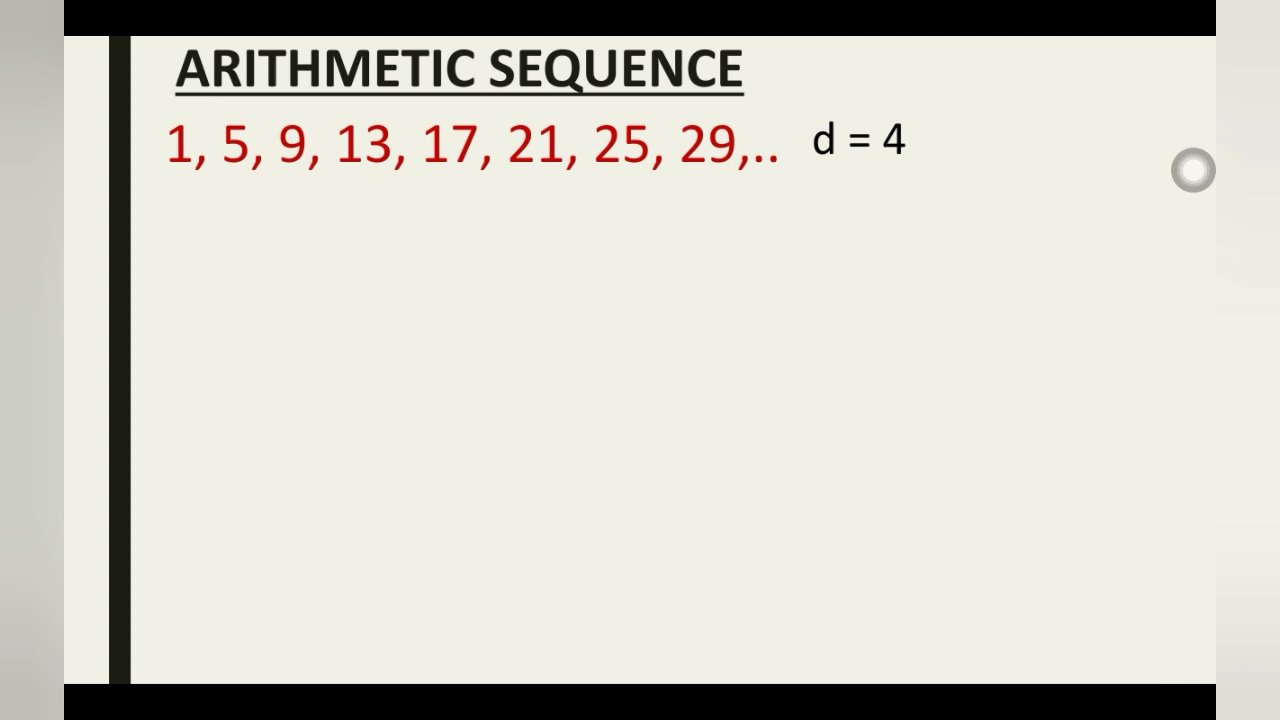 ARITHMETIC SEQUENCE
1, 5, 9, 13, 17, 21, 25, 29,.. d = 4